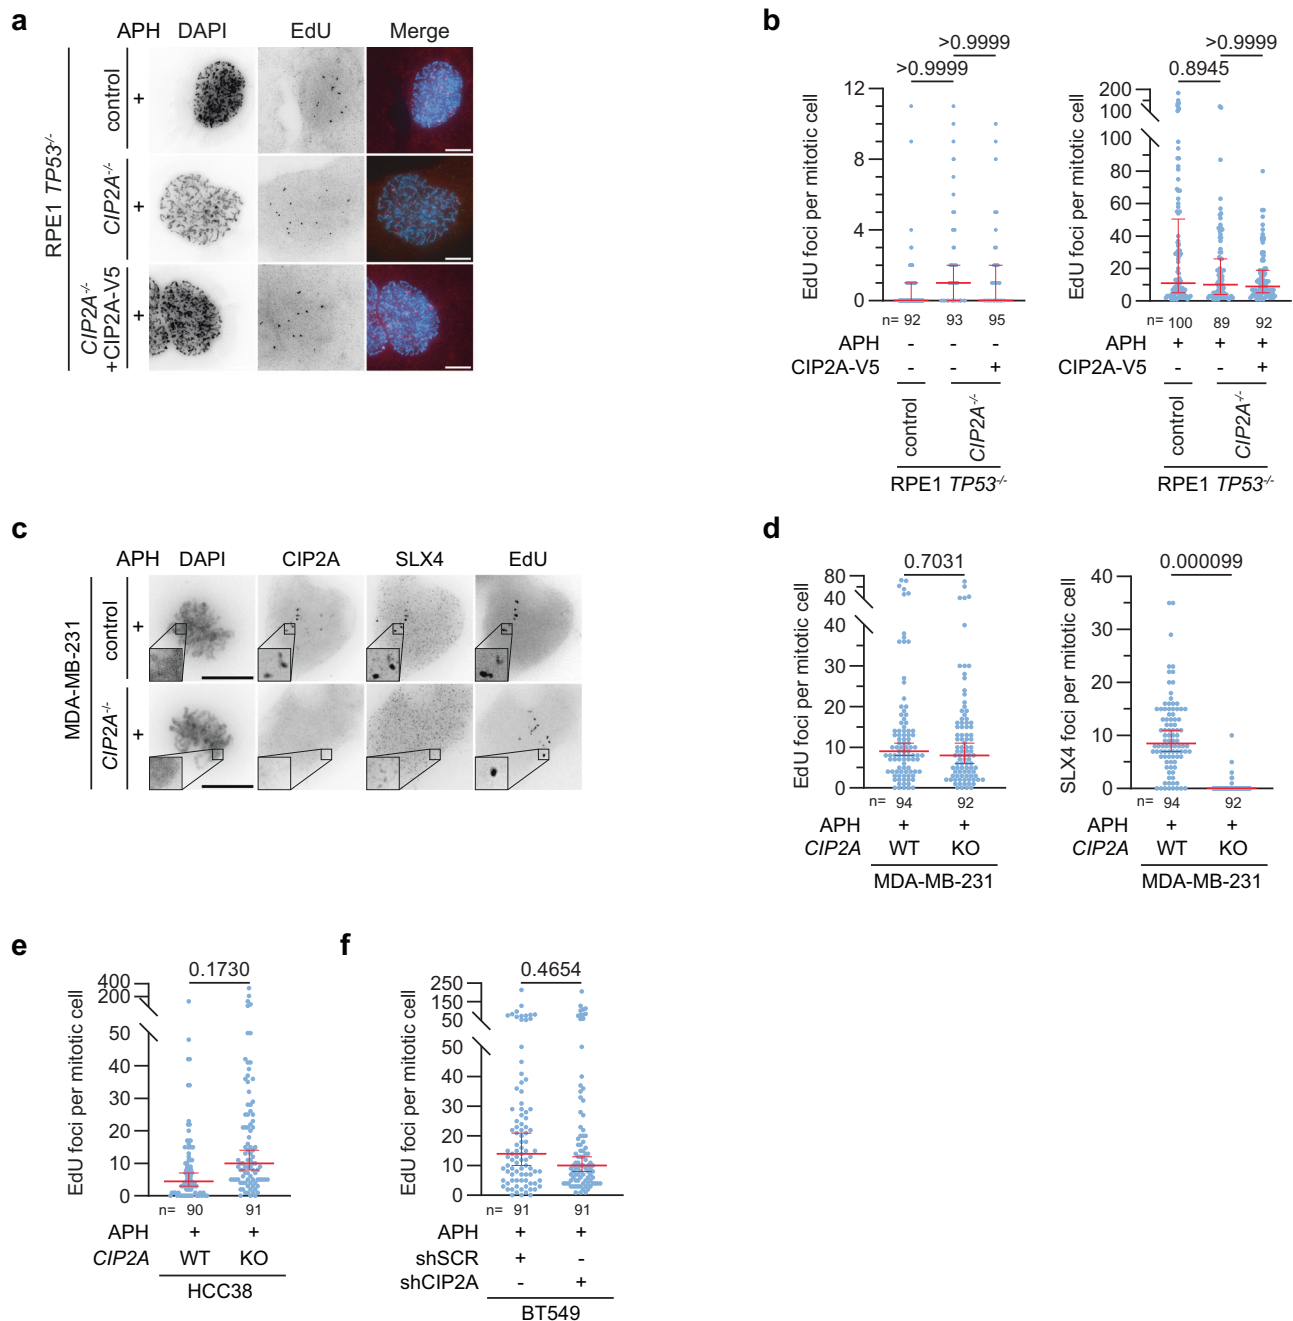 a
APH DAPI EdU Merge
RPE1 TP53-/-
control +
CIP2A-/- +
CIP2A-/- +CIP2A-V5 +
b
EdU foci per mitotic cell
12
8
4
0
>0.9999
>0.9999
n= 92 93 95
APH - - -
CIP2A-V5 - - +
control CIP2A-/-
RPE1 TP53-/-
EdU foci per mitotic cell
200
100
100
80
60
40
20
10
0
>0.9999
0.8945
n= 100 89 92
APH + + +
CIP2A-V5 - - +
control CIP2A-/-
RPE1 TP53-/-
c
APH DAPI CIP2A SLX4 EdU
MDA-MB-231
control +
CIP2A-/- +
d
EdU foci per mitotic cell
80
40
40
30
20
10
0
0.7031
n= 94 92
APH + +
CIP2A WT KO
MDA-MB-231
SLX4 foci per mitotic cell
40
30
20
10
0
0.000099
n= 94 92
APH + +
CIP2A WT KO
MDA-MB-231
e
EdU foci per mitotic cell
400
200
50
40
30
20
10
0
0.1730
n= 90 91
APH + +
CIP2A WT KO
HCC38
f
EdU foci per mitotic cell
250
150
50
50
40
30
20
10
0
0.4654
n= 91 91
APH + +
shSCR + -
shCIP2A - +
BT549